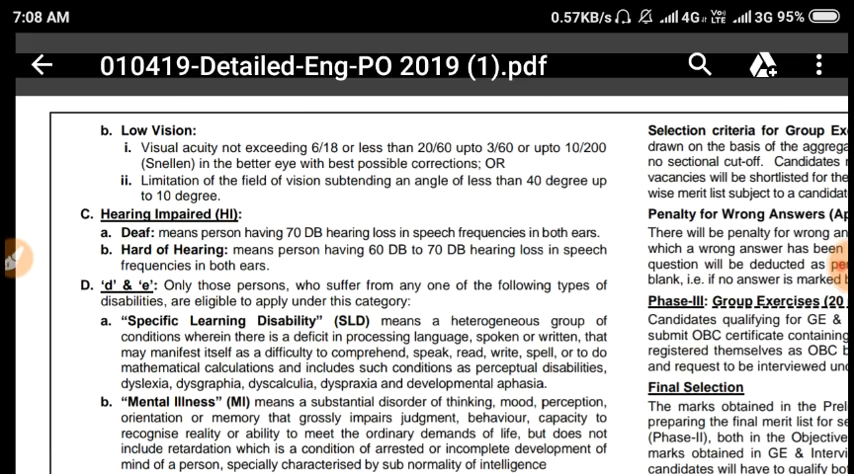 7:08 AM
0.57KB/s 4G Vo) LTE 3G 95%
010419-Detailed-Eng-PO 2019 (1).pdf
b. Low Vision:
i. Visual acuity not exceeding 6/18 or less than 20/60 upto 3/60 or upto 10/200
(Snellen) in the better eye with best possible corrections; OR
ii. Limitation of the field of vision subtending an angle of less than 40 degree up
to 10 degree.
C. Hearing Impaired (HI):
a. Deaf: means person having 70 DB hearing loss in speech frequencies in both ears.
b. Hard of Hearing: means person having 60 DB to 70 DB hearing loss in speech
frequencies in both ears.
D. ‘d’ & ‘e’: Only those persons, who suffer from any one of the following types of
disabilities, are eligible to apply under this category:
a. “Specific Learning Disability” (SLD) means a heterogeneous group of
conditions wherein there is a deficit in processing language, spoken or written, that
may manifest itself as a difficulty to comprehend, speak, read, write, spell, or to do
mathematical calculations and includes such conditions as perceptual disabilities,
dyslexia, dysgraphia, dyscalculia, dyspraxia and developmental aphasia.
b. “Mental Illness” (MI) means a substantial disorder of thinking, mood, perception,
orientation or memory that grossly impairs judgment, behaviour, capacity to
recognise reality or ability to meet the ordinary demands of life, but does not
include retardation which is a condition of arrested or incomplete development of
mind of a person, specially characterised by sub normality of intelligence
Selection criteria for Group Ex
drawn on the basis of the aggrega
no sectional cut-off. Candidates
vacancies will be shortlisted for the
wise merit list subject to a candidat
Penalty for Wrong Answers (Ap
There will be penalty for wrong an
which a wrong answer has been
question will be deducted as pe
blank, i.e. if no answer is marked
Phase-III: Group Exercises (20
Candidates qualifying for GE &
submit OBC certificate containing
registered themselves as OBC b
and request to be interviewed und
Final Selection
The marks obtained in the Prel
preparing the final merit list for se
(Phase-II), both in the Objective
marks obtained in GE & Intervi
candidates will have to qualify bo